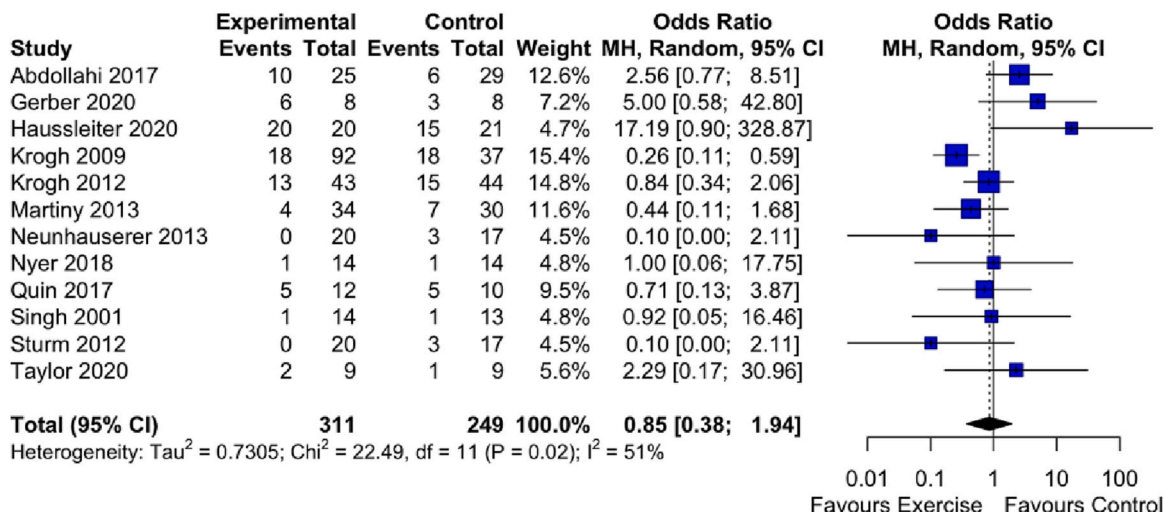 Experimental Control Odds Ratio Odds Ratio
Study Events Total Events Total Weight MH, Random, 95% CI MH, Random, 95% CI
Abdollahi 2017 10 25 6 29 12.6% 2.56 [0.77; 8.51]
Gerber 2020 6 8 3 8 7.2% 5.00 [0.58; 42.80]
Haussleiter 2020 20 20 15 21 4.7% 17.19 [0.90; 328.87]
Krogh 2009 18 92 18 37 15.4% 0.26 [0.11; 0.59]
Krogh 2012 13 43 15 44 14.8% 0.84 [0.34; 2.06]
Martiny 2013 4 34 7 30 11.6% 0.44 [0.11; 1.68]
Neunhauserer 2013 0 20 3 17 4.5% 0.10 [0.00; 2.11]
Nyer 2018 1 14 1 14 4.8% 1.00 [0.06; 17.75]
Quin 2017 5 12 5 10 9.5% 0.71 [0.13; 3.87]
Singh 2001 1 14 1 13 4.8% 0.92 [0.05; 16.46]
Sturm 2012 0 20 3 17 4.5% 0.10 [0.00; 2.11]
Taylor 2020 2 9 1 9 5.6% 2.29 [0.17; 30.96]
Total (95% CI) 311 249 100.0% 0.85 [0.38; 1.94]
Heterogeneity: Tau² = 0.7305; Chi² = 22.49, df = 11 (P = 0.02); I² = 51%
0.01 0.1 1 10 100
Favours Exercise Favours Control